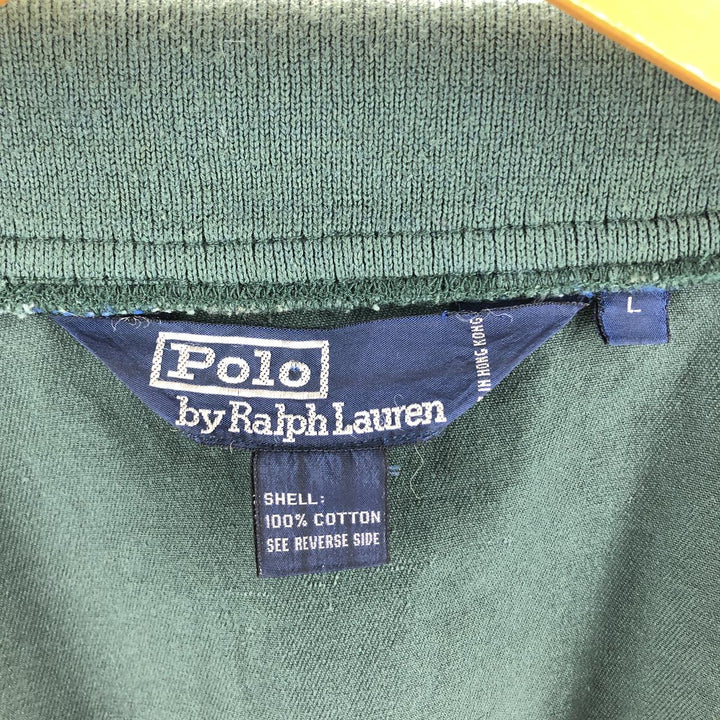 Polo
by Ralph Lauren
IN HONG KONG
L
SHELL:
100% COTTON
SEE REVERSE SIDE